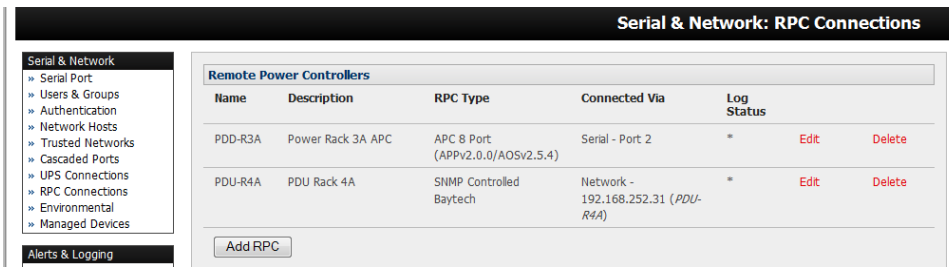 Serial & Network: RPC Connections
Serial & Network
» Serial Port
» Users & Groups
» Authentication
» Network Hosts
» Trusted Networks
» Cascaded Ports
» UPS Connections
» RPC Connections
» Environmental
» Managed Devices
Alerts & Logging
Remote Power Controllers
Name Description RPC Type Connected Via Log
Status
PDD-R3A Power Rack 3A APC APC 8 Port Serial - Port 2 * Edit Delete
(APPv2.0.0/AOSv2.5.4)
PDU-R4A PDU Rack 4A SNMP Controlled Network - * Edit Delete
Baytech 192.168.252.31 (PDU-
R4A)
Add RPC